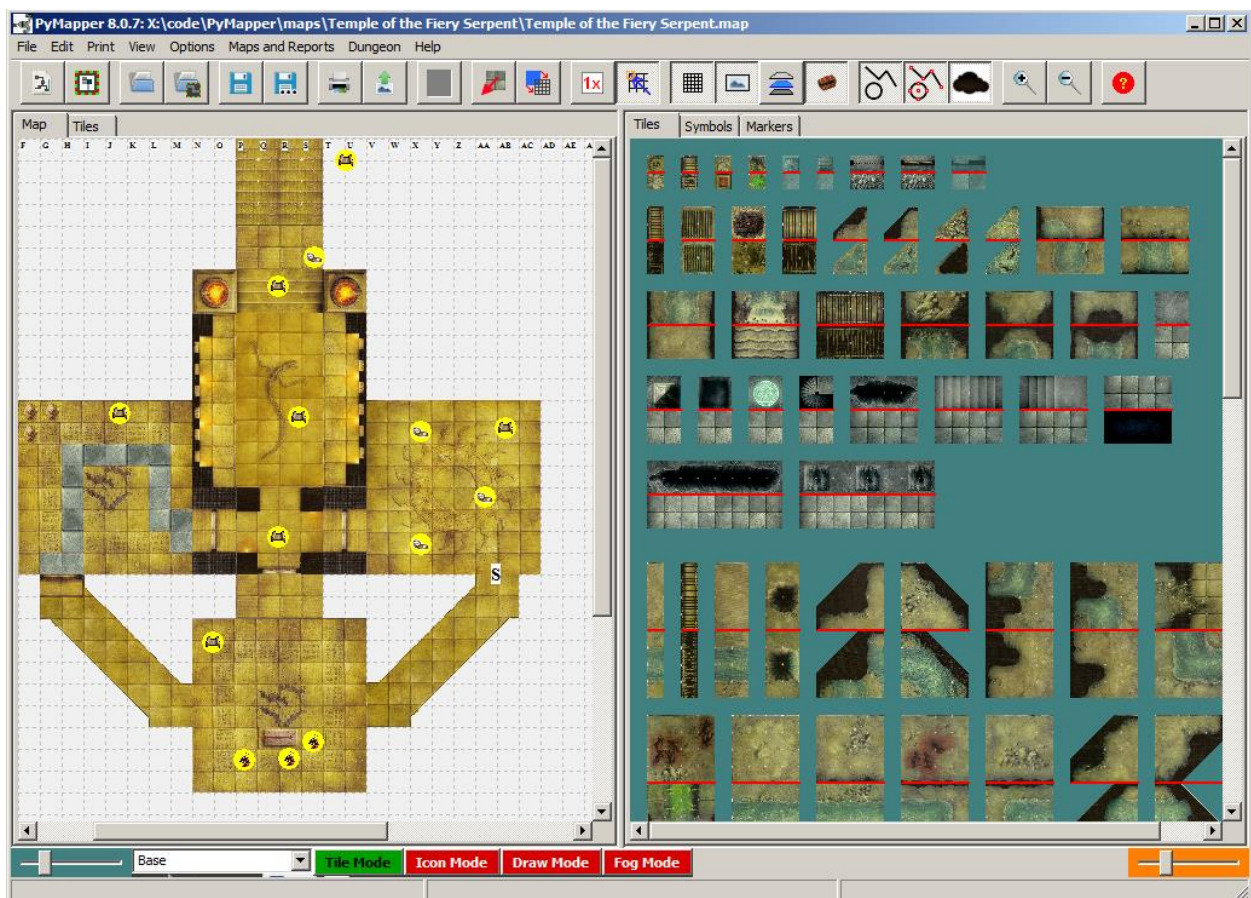 PyMapper 8.0.7: X:\code\PyMapper\maps\Temple of the Fiery Serpent\Temple of the Fiery Serpent.map
File Edit Print View Options Maps and Reports Dungeon Help
1x
?
Map Tiles
Tiles Symbols Markers
F G H I J K L M N O P Q R S T U V W X Y Z AA AB AC AD AE A
S
Base
Tile Mode Icon Mode Draw Mode Fog Mode